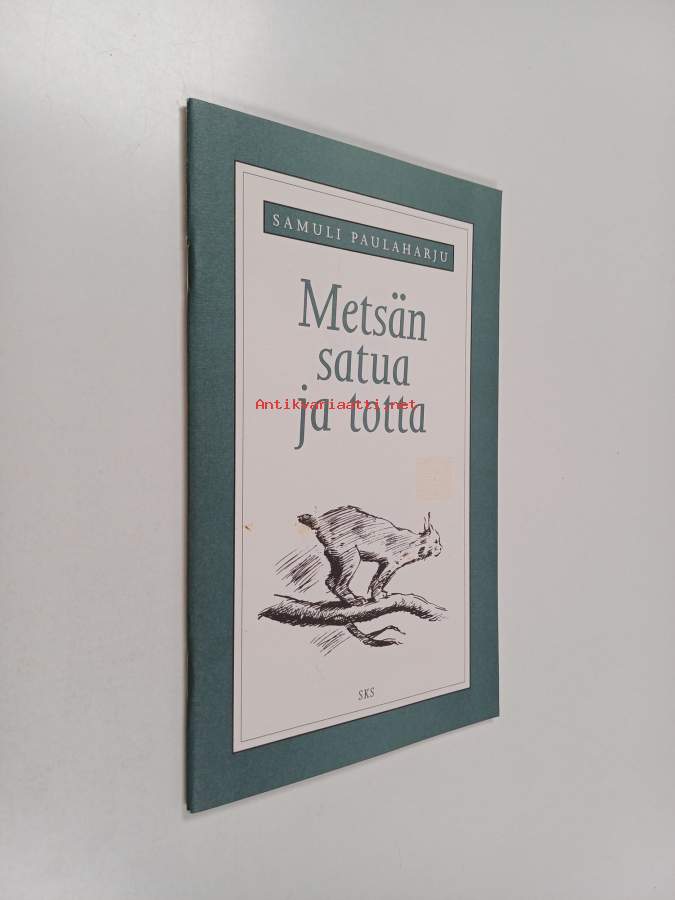 SAMULI PAULAHARJU
Metsän
satua
Antikvariaatti.net
ja totta
SKS